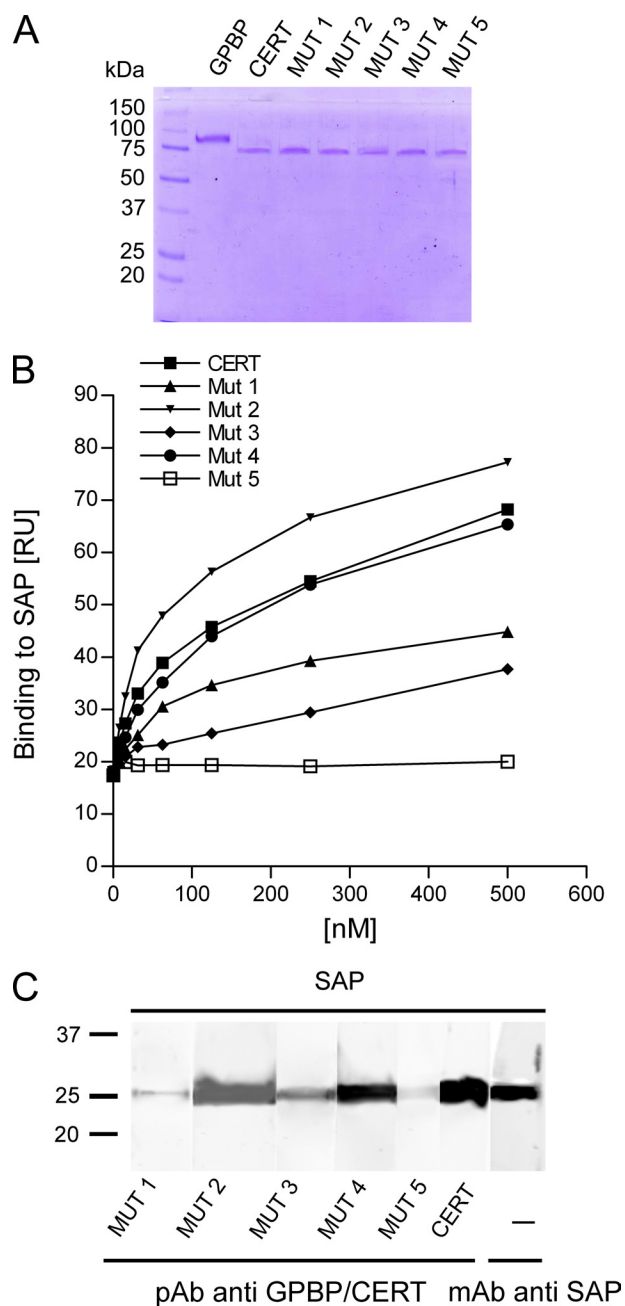 A
kDa
GPBP
CERT
MUT 1
MUT 2
MUT 3
MUT 4
MUT 5
150
100
75
50
37
25
20
B
CERT
Mut 1
Mut 2
Mut 3
Mut 4
Mut 5
Binding to SAP [RU]
90
80
70
60
50
40
30
20
10
0
0 100 200 300 400 500 600
[nM]
C
SAP
37
25
20
MUT 1
MUT 2
MUT 3
MUT 4
MUT 5
CERT
—
pAb anti GPBP/CERT
mAb anti SAP